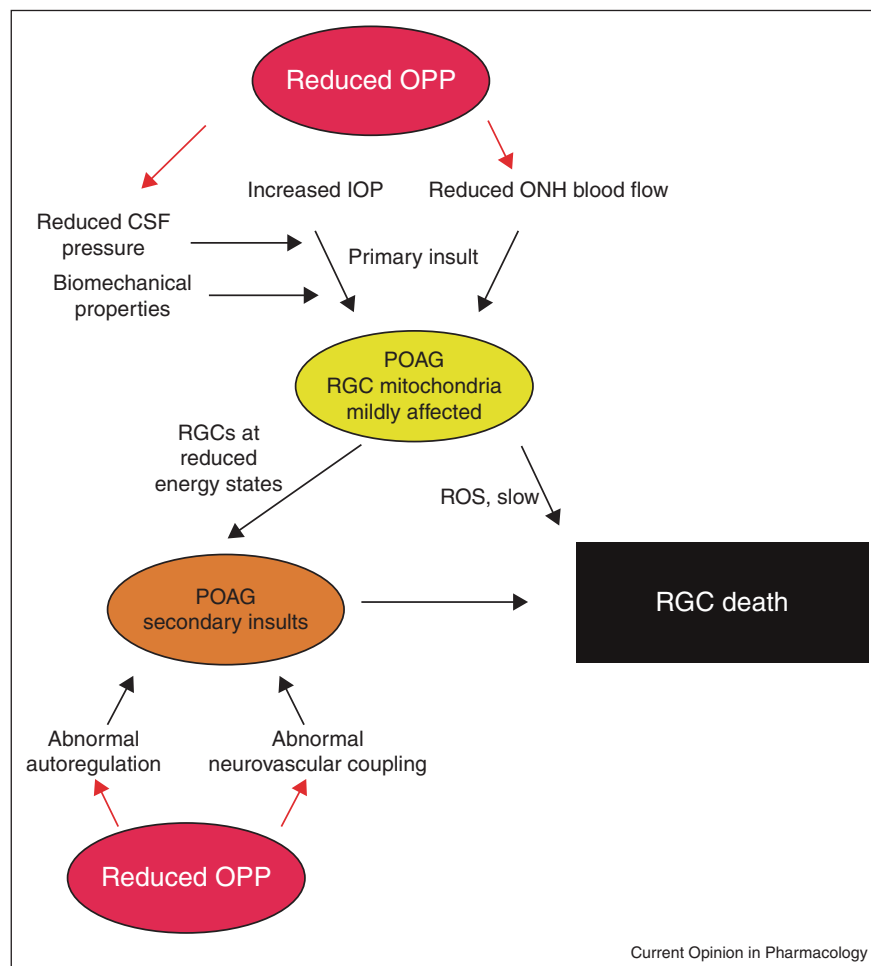 Reduced OPP
Increased IOP
Reduced ONH blood flow
Reduced CSF
pressure
Primary insult
Biomechanical
properties
POAG
RGC mitochondria
mildly affected
RGCs at
reduced
energy states
ROS, slow
POAG
secondary insults
RGC death
Abnormal
autoregulation
Abnormal
neurovascular coupling
Reduced OPP
Current Opinion in Pharmacology